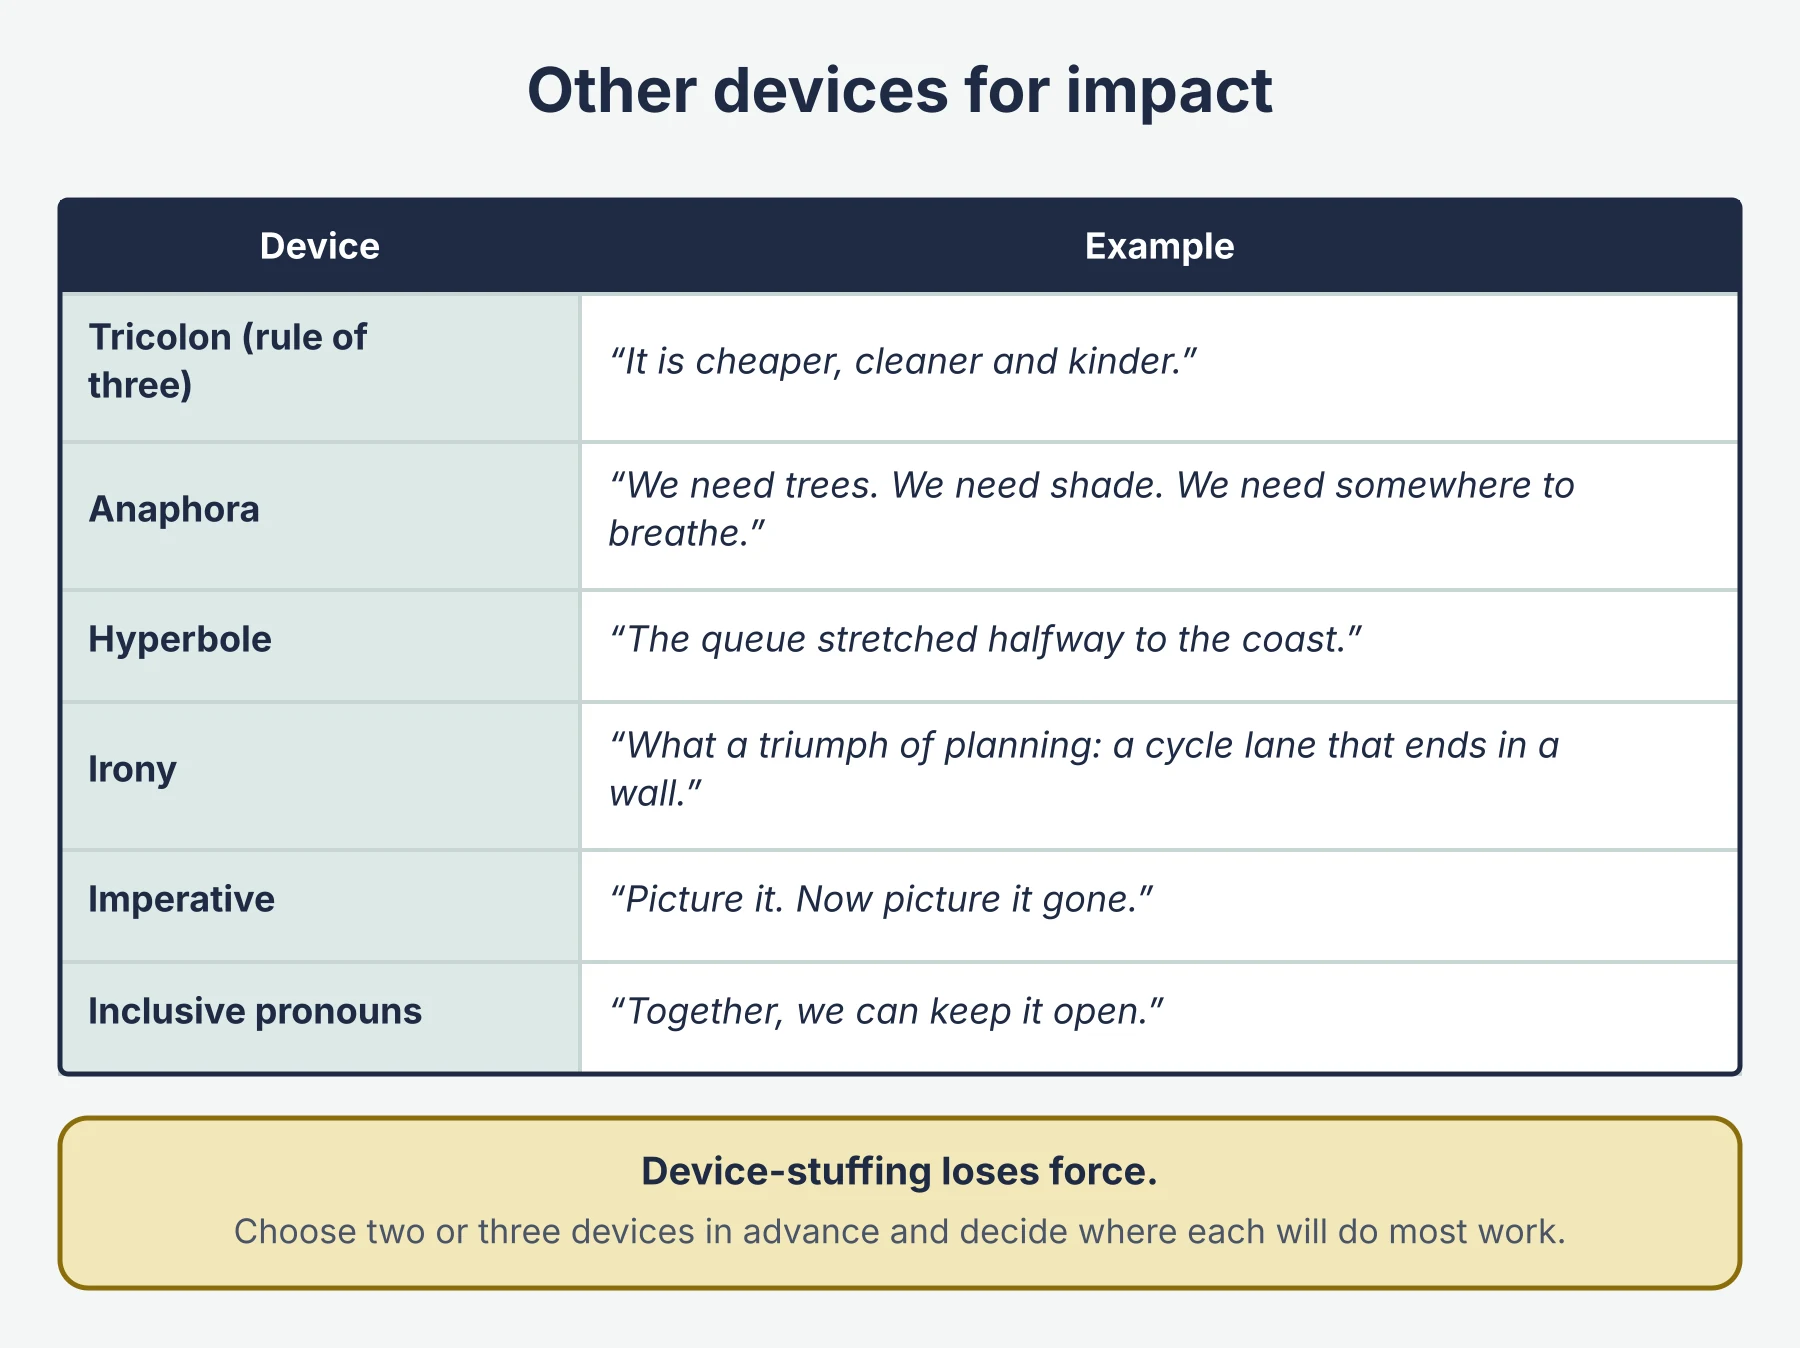 Other devices for impact
Device
Example
Tricolon (rule of
three)
“It is cheaper, cleaner and kinder.”
Anaphora
“We need trees. We need shade. We need somewhere to
breathe.”
Hyperbole
“The queue stretched halfway to the coast.”
Irony
“What a triumph of planning: a cycle lane that ends in a
wall.”
Imperative
“Picture it. Now picture it gone.”
Inclusive pronouns
“Together, we can keep it open.”
Device-stuffing loses force.
Choose two or three devices in advance and decide where each will do most work.